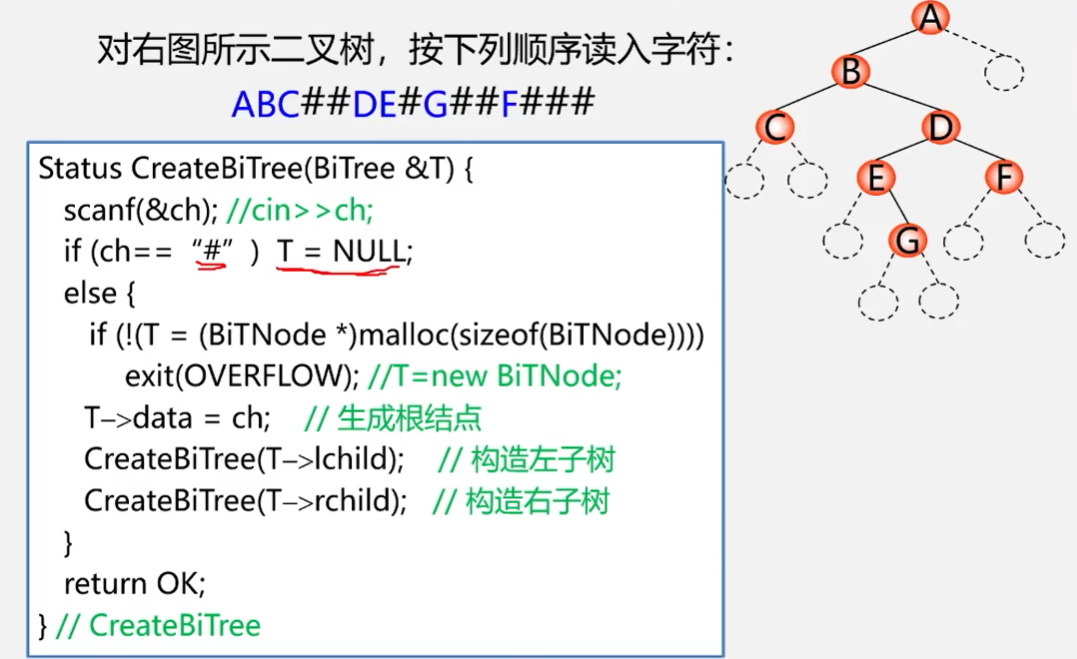 对右图所示二叉树，按下列顺序读入字符：
ABC##DE#G##F###
Status CreateBiTree(BiTree &T) {
scanf(&ch); //cin>>ch;
if (ch== “#” ) T = NULL;
else {
if (!(T = (BiTNode *)malloc(sizeof(BiTNode))))
exit(OVERFLOW); //T=new BiTNode;
T–>data = ch; // 生成根结点
CreateBiTree(T–>lchild); // 构造左子树
CreateBiTree(T–>rchild); // 构造右子树
}
return OK;
} // CreateBiTree
A
B
C
D
E
F
G